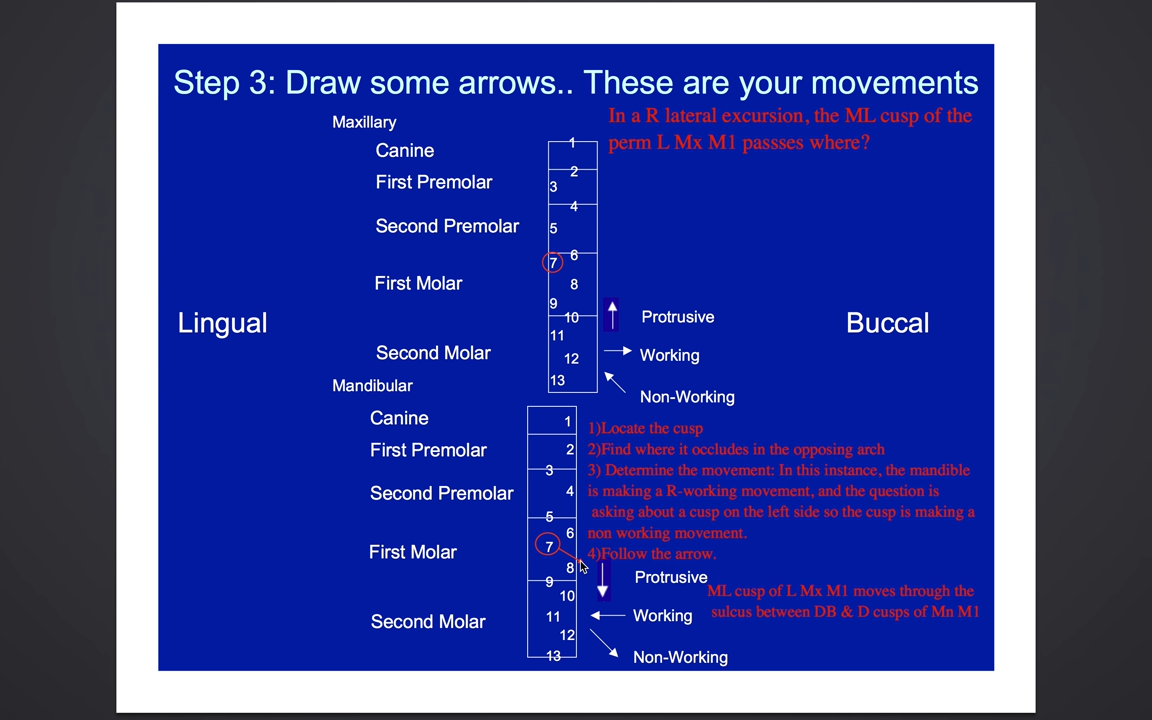 Step 3: Draw some arrows.. These are your movements
In a R lateral excursion, the ML cusp of the
perm L Mx M1 passses where?
Maxillary
Canine
First Premolar
Second Premolar
First Molar
Second Molar
1
2
3
4
5
6
7
8
9
10
11
12
13
Lingual
Buccal
Protrusive
Working
Non-Working
Mandibular
Canine
First Premolar
Second Premolar
First Molar
Second Molar
1
2
3
4
5
6
7
8
9
10
11
12
13
1)Locate the cusp
2)Find where it occludes in the opposing arch
3) Determine the movement: In this instance, the mandible
is making a R-working movement, and the question is
asking about a cusp on the left side so the cusp is making a
non working movement.
4)Follow the arrow.
Protrusive
Working
Non-Working
ML cusp of L Mx M1 moves through the
sulcus between DB & D cusps of Mn M1